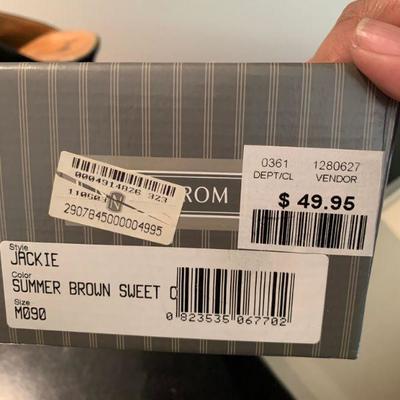 0361 1280627
DEPT/CL VENDOR
$ 49.95
0004914826 323
N
2907845000004995
ROM
Style
JACKIE
Color
SUMMER BROWN SWEET
Size
M090
0 823535 067702